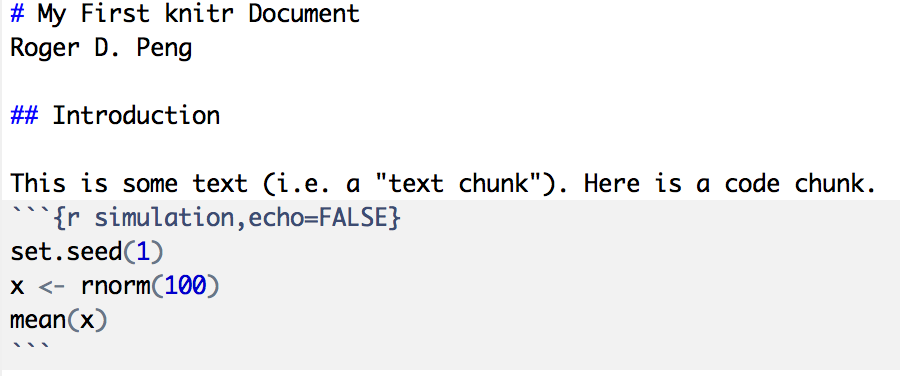 # My First knitr Document
Roger D. Peng
## Introduction
This is some text (i.e. a "text chunk"). Here is a code chunk.
```{r simulation,echo=FALSE}
set.seed(1)
x <- rnorm(100)
mean(x)
```